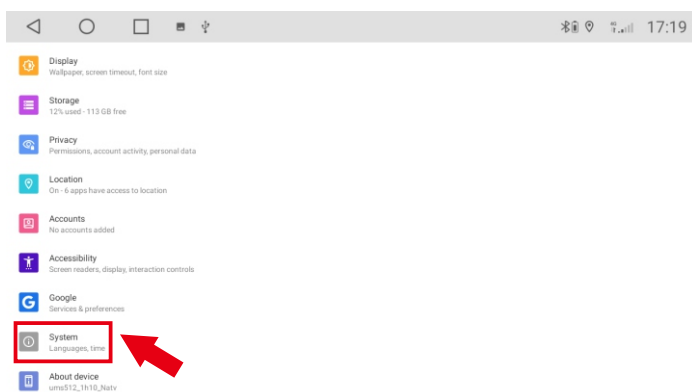 17:19
Display
Wallpaper, screen timeout, font size
Storage
12% used - 113 GB free
Privacy
Permissions, account activity, personal data
Location
On - 6 apps have access to location
Accounts
No accounts added
Accessibility
Screen readers, display, interaction controls
Google
Services & preferences
System
Languages, time
About device
ums512_1h10_Natv